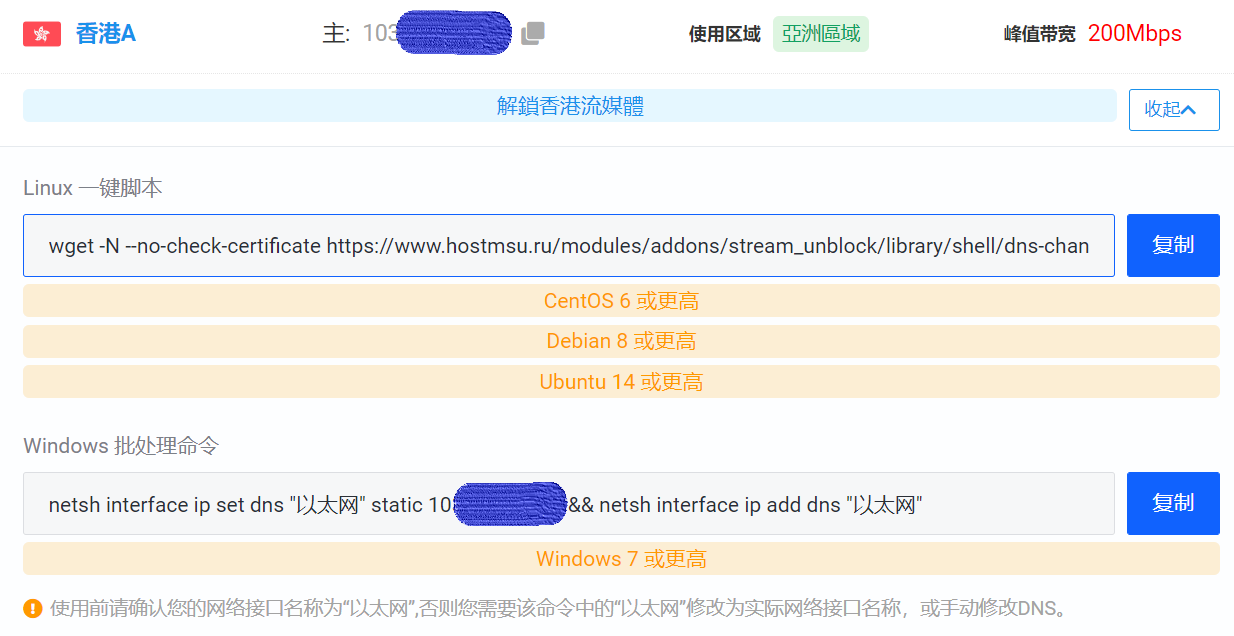 香港A 主: 103 使用区域 亞洲區域 峰值带宽 200Mbps
解鎖香港流媒體 收起
Linux 一键脚本
wget -N --no-check-certificate https://www.hostmsu.ru/modules/addons/stream_unblock/library/shell/dns-chan 复制
CentOS 6 或更高
Debian 8 或更高
Ubuntu 14 或更高
Windows 批处理命令
netsh interface ip set dns "以太网" static 10 && netsh interface ip add dns "以太网" 复制
Windows 7 或更高
使用前请确认您的网络接口名称为“以太网”,否则您需要该命令中的“以太网”修改为实际网络接口名称，或手动修改DNS。